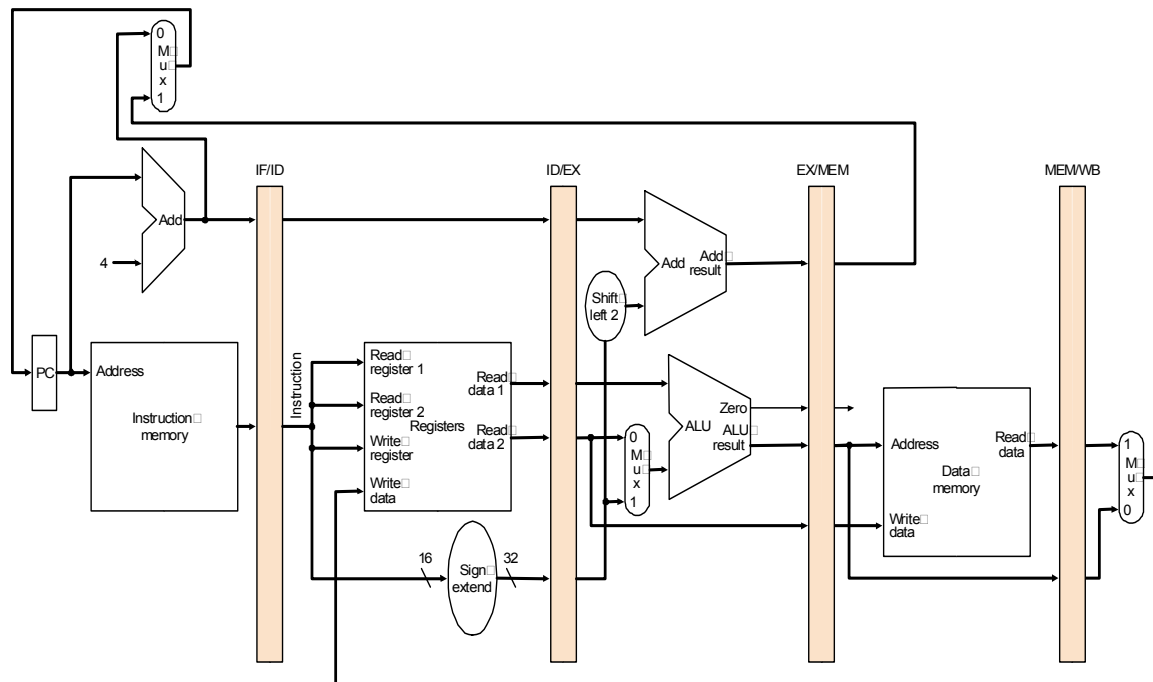 0
M
u
x
1
IF/ID
ID/EX
EX/MEM
MEM/WB
Add
4
Add
Add
result
Shift
left 2
PC
Address
Instruction
memory
Instruction
Read
register 1
Read
register 2
Write
register
Write
data
Registers
Read
data 1
Read
data 2
0
M
u
x
1
Zero
ALU
ALU
result
Address
Read
data
Data
memory
Write
data
1
M
u
x
0
16
Sign
extend
32